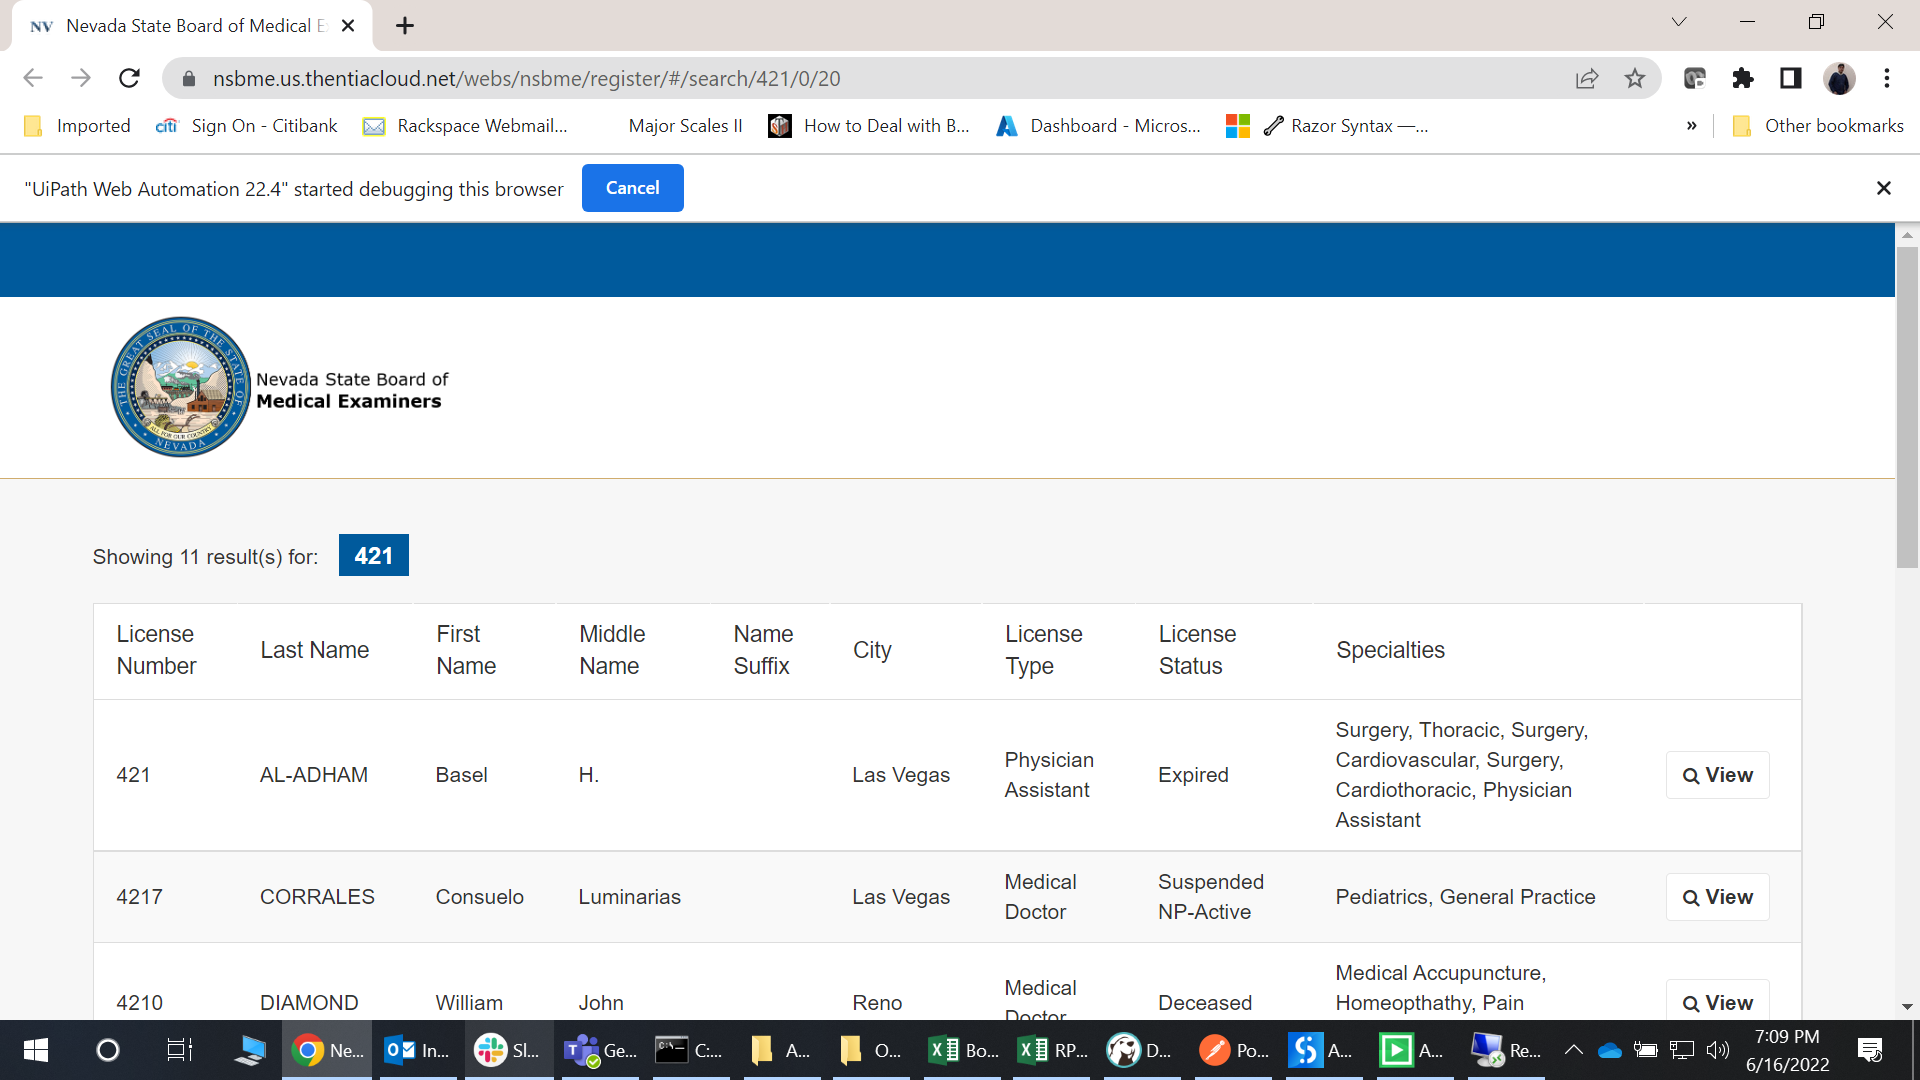 NV Nevada State Board of Medical E
nsbme.us.thentiacloud.net/webs/nsbme/register/#/search/421/0/20
Imported
citi Sign On - Citibank
Rackspace Webmail...
Major Scales II
How to Deal with B...
Dashboard - Micros...
Razor Syntax —...
»
Other bookmarks
"UiPath Web Automation 22.4" started debugging this browser
Cancel
THE GREAT SEAL OF THE STATE OF
ALL FOR OUR COUNTRY
NEVADA
Nevada State Board of
Medical Examiners
Showing 11 result(s) for: 421
License Number
Last Name
First Name
Middle Name
Name Suffix
City
License Type
License Status
Specialties
421
AL-ADHAM
Basel
H.
Las Vegas
Physician
Assistant
Expired
Surgery, Thoracic, Surgery,
Cardiovascular, Surgery,
Cardiothoracic, Physician
Assistant
View
4217
CORRALES
Consuelo
Luminarias
Las Vegas
Medical
Doctor
Suspended
NP-Active
Pediatrics, General Practice
View
4210
DIAMOND
William
John
Reno
Medical
Doctor
Deceased
Medical Accupuncture,
Homeopthathy, Pain
View
Ne...
In...
Sl...
Ge...
C:...
A...
O...
Bo...
RP...
D...
Po...
A...
A...
Re...
7:09 PM
6/16/2022